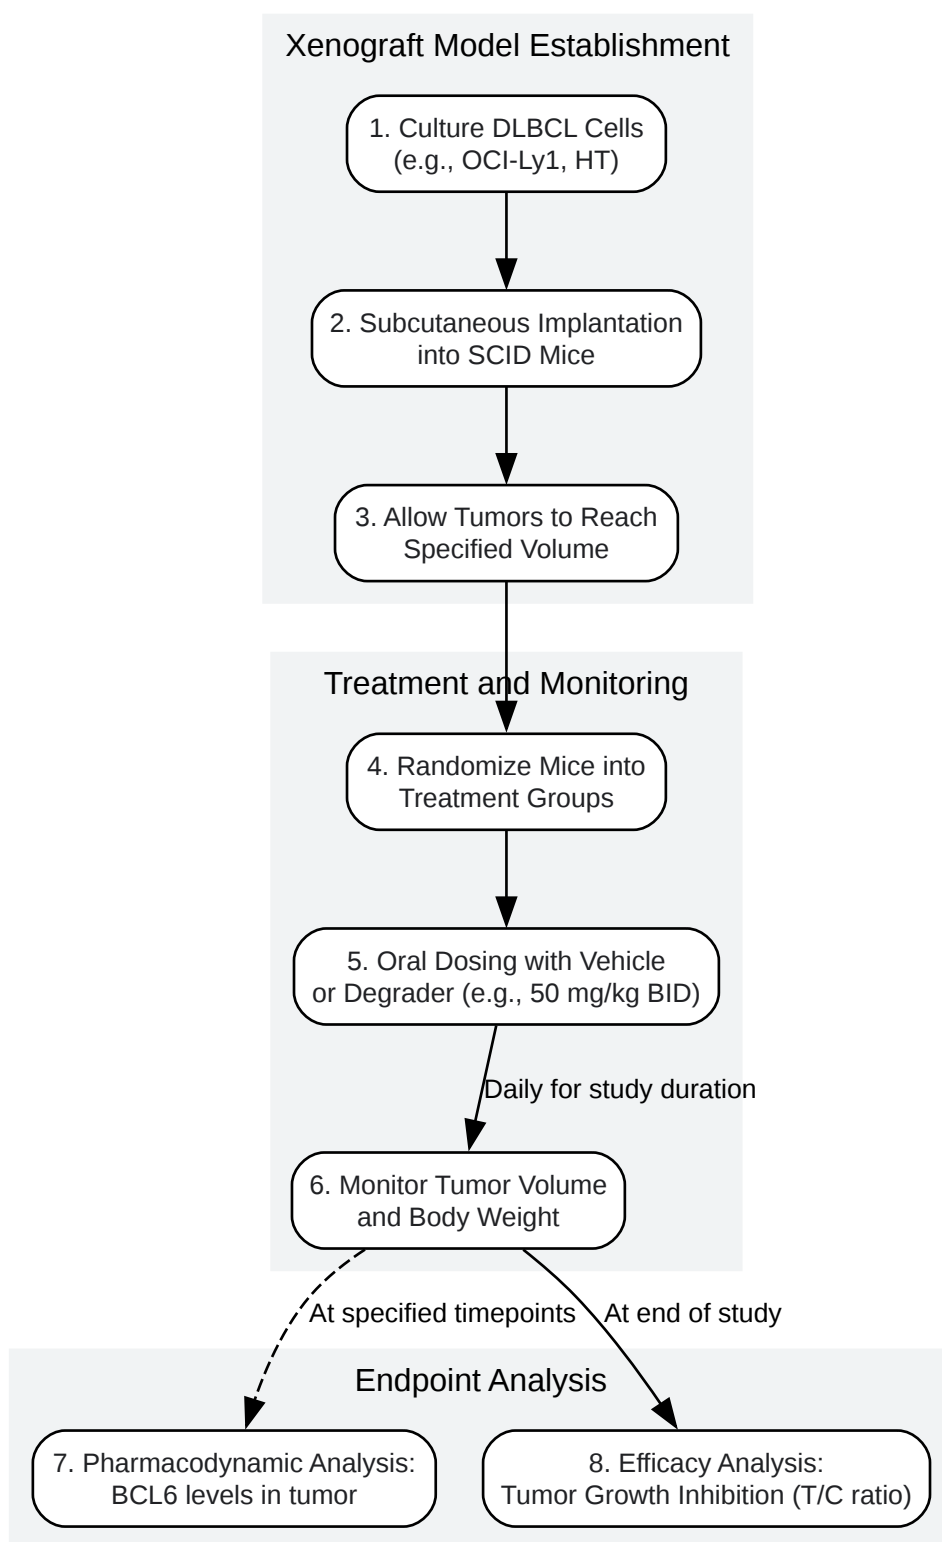 Xenograft Model Establishment
1. Culture DLBCL Cells
(e.g., OCI-Ly1, HT)
2. Subcutaneous Implantation
into SCID Mice
3. Allow Tumors to Reach
Specified Volume
Treatment and Monitoring
4. Randomize Mice into
Treatment Groups
5. Oral Dosing with Vehicle
or Degrader (e.g., 50 mg/kg BID)
Daily for study duration
6. Monitor Tumor Volume
and Body Weight
At specified timepoints
At end of study
Endpoint Analysis
7. Pharmacodynamic Analysis:
BCL6 levels in tumor
8. Efficacy Analysis:
Tumor Growth Inhibition (T/C ratio)